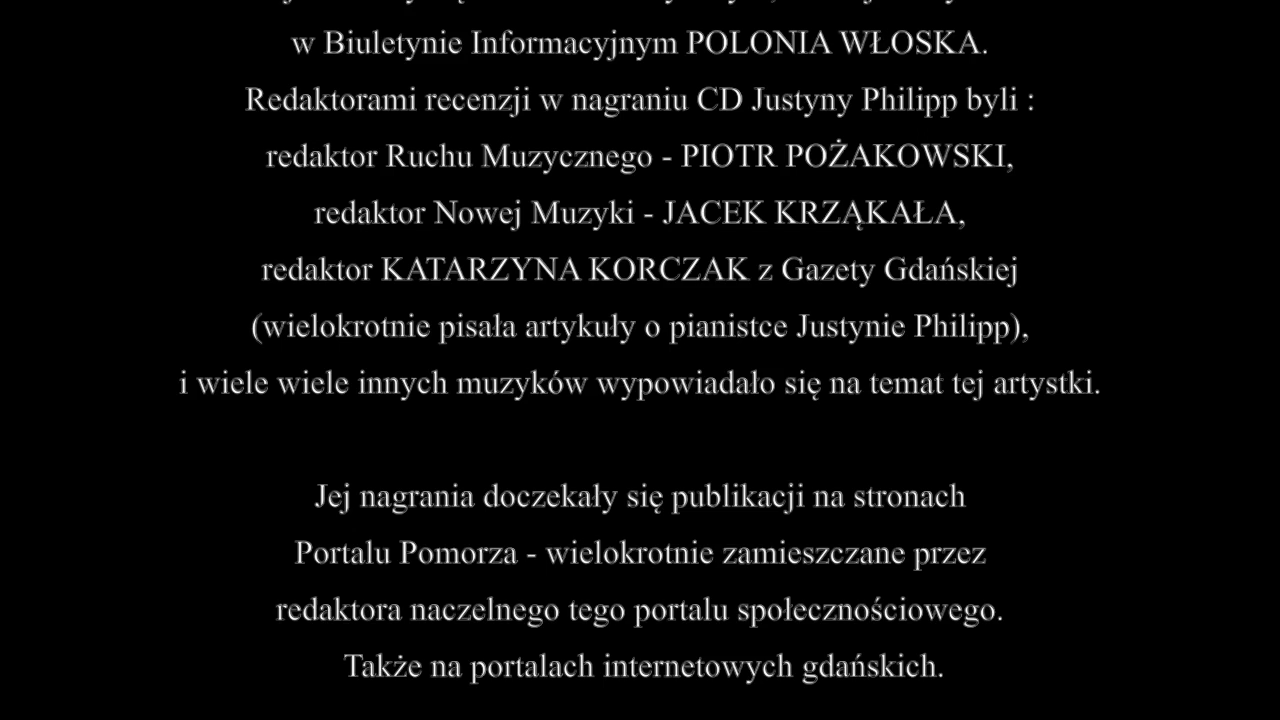 w Biuletynie Informacyjnym POLONIA WŁOSKA.
Redaktorami recenzji w nagraniu CD Justyny Philipp byli :
redaktor Ruchu Muzycznego - PIOTR POŻAKOWSKI,
redaktor Nowej Muzyki - JACEK KRZĄKAŁA,
redaktor KATARZYNA KORCZAK z Gazety Gdańskiej
(wielokrotnie pisała artykuły o pianistce Justynie Philipp),
i wiele wiele innych muzyków wypowiadało się na temat tej artystki.
Jej nagrania doczekały się publikacji na stronach
Portalu Pomorza - wielokrotnie zamieszczane przez
redaktora naczelnego tego portalu społecznościowego.
Także na portalach internetowych gdańskich.